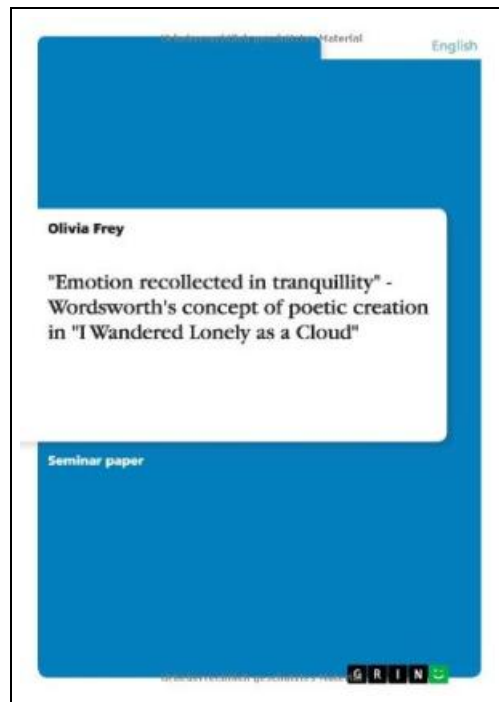 Material
English
Olivia Frey
"Emotion recollected in tranquillity" -
Wordsworth's concept of poetic creation
in "I Wandered Lonely as a Cloud"
Seminar paper
GRIN